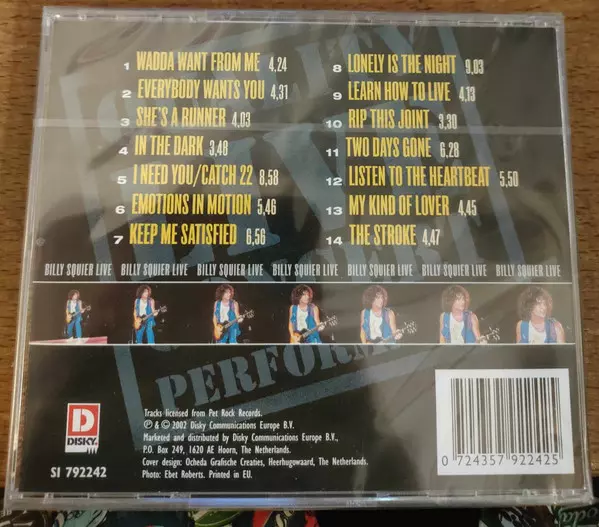 1 WADDA WANT FROM ME 4,24
2 EVERYBODY WANTS YOU 4,31
3 SHE'S A RUNNER 4,03
4 IN THE DARK 3,48
5 I NEED YOU/CATCH 22 8,58
6 EMOTIONS IN MOTION 5,46
7 KEEP ME SATISFIED 6,56
8 LONELY IS THE NIGHT 9,03
9 LEARN HOW TO LIVE 4,13
10 RIP THIS JOINT 3,30
11 TWO DAYS GONE 6,28
12 LISTEN TO THE HEARTBEAT 5,50
13 MY KIND OF LOVER 4,45
14 THE STROKE 4,47
LIVE
BILLY SQUIER LIVE BILLY SQUIER LIVE BILLY SQUIER LIVE BILLY SQUIER LIVE BILLY SQUIER LIVE BILLY SQUIER LIVE BILLY SQUIER LIVE
D
DISKY
SI 792242
Tracks licensed from Pet Rock Records.
℗ & © 2002 Disky Communications Europe B.V.
Marketed and distributed by Disky Communications Europe B.V.,
P.O. Box 249, 1620 AE Hoorn, The Netherlands.
Cover design: Ocheda Grafische Creaties, Heerhugowaard, The Netherlands.
Photo: Ebet Roberts. Printed in EU.
0 724357 922425